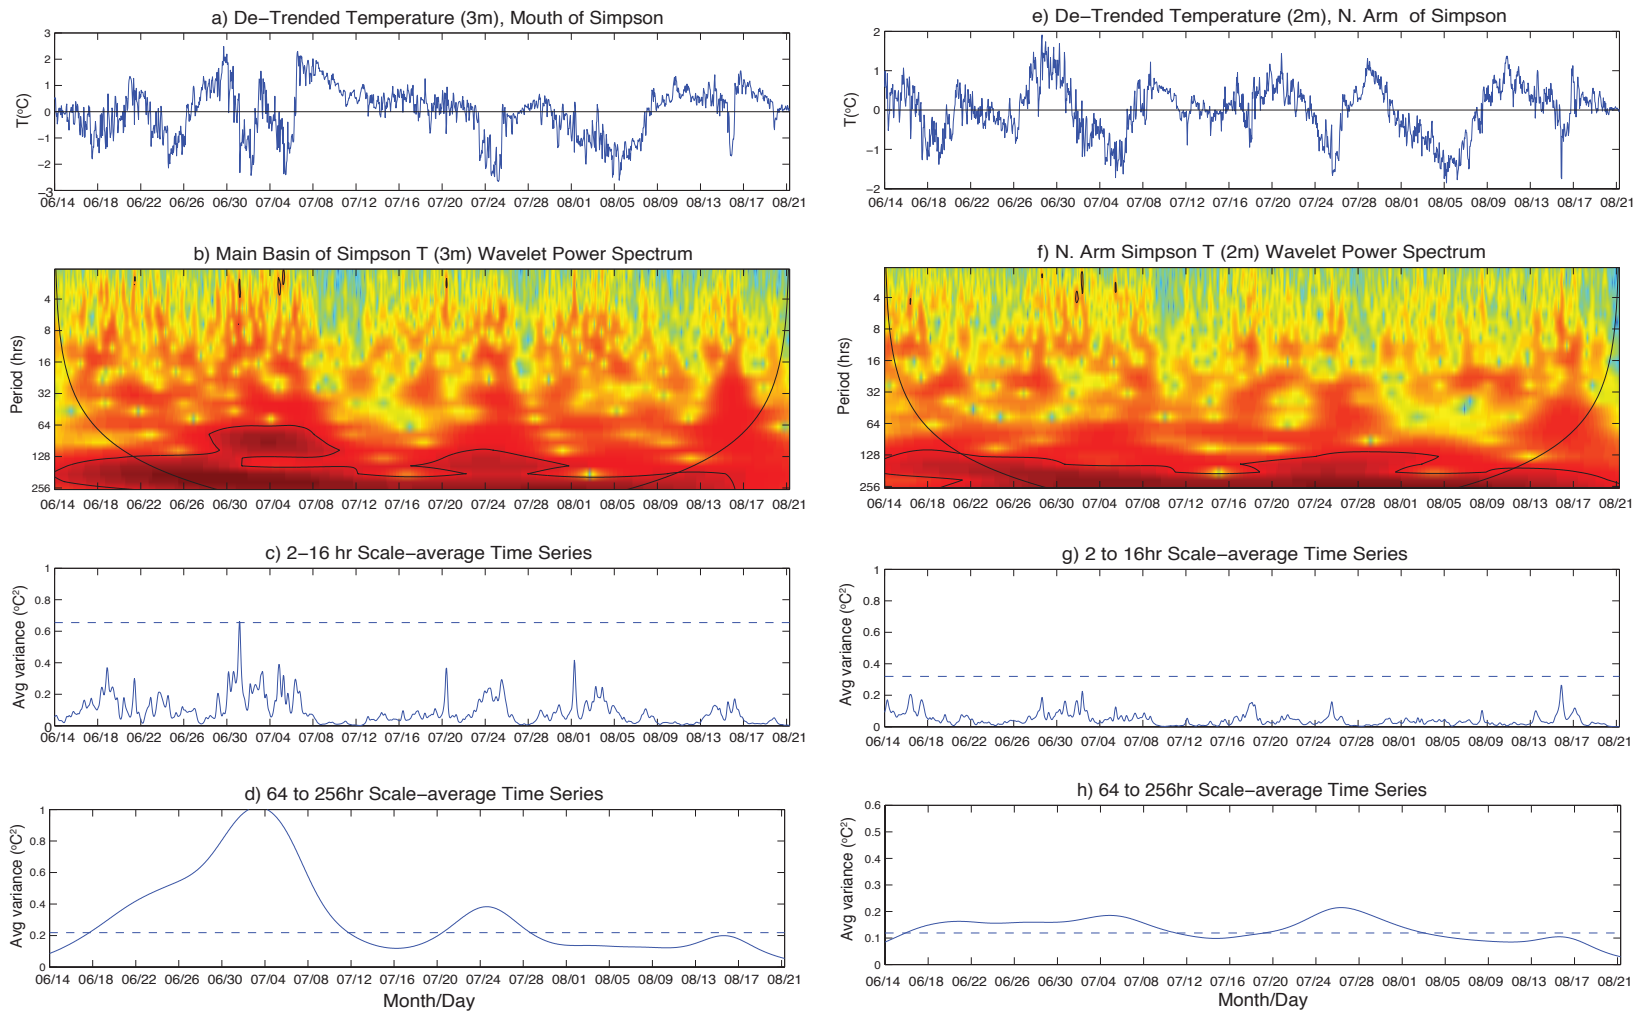 a) De-Trended Temperature (3m), Mouth of Simpson
T(°C)
3
2
1
0
−1
−2
−3
06/14 06/18 06/22 06/26 06/30 07/04 07/08 07/12 07/16 07/20 07/24 07/28 08/01 08/05 08/09 08/13 08/17 08/21
b) Main Basin of Simpson T (3m) Wavelet Power Spectrum
Period (hrs)
4
8
16
32
64
128
256
06/14 06/18 06/22 06/26 06/30 07/04 07/08 07/12 07/16 07/20 07/24 07/28 08/01 08/05 08/09 08/13 08/17 08/21
c) 2−16 hr Scale−average Time Series
Avg variance (°C²)
1
0.8
0.6
0.4
0.2
0
06/14 06/18 06/22 06/26 06/30 07/04 07/08 07/12 07/16 07/20 07/24 07/28 08/01 08/05 08/09 08/13 08/17 08/21
d) 64 to 256hr Scale−average Time Series
Avg variance (°C²)
1
0.8
0.6
0.4
0.2
0
06/14 06/18 06/22 06/26 06/30 07/04 07/08 07/12 07/16 07/20 07/24 07/28 08/01 08/05 08/09 08/13 08/17 08/21
Month/Day
e) De−Trended Temperature (2m), N. Arm of Simpson
T(°C)
2
1
0
−1
−2
06/14 06/18 06/22 06/26 06/30 07/04 07/08 07/12 07/16 07/20 07/24 07/28 08/01 08/05 08/09 08/13 08/17 08/21
f) N. Arm Simpson T (2m) Wavelet Power Spectrum
Period (hrs)
4
8
16
32
64
128
256
06/14 06/18 06/22 06/26 06/30 07/04 07/08 07/12 07/16 07/20 07/24 07/28 08/01 08/05 08/09 08/13 08/17 08/21
g) 2 to 16hr Scale−average Time Series
Avg variance (°C²)
1
0.8
0.6
0.4
0.2
0
06/14 06/18 06/22 06/26 06/30 07/04 07/08 07/12 07/16 07/20 07/24 07/28 08/01 08/05 08/09 08/13 08/17 08/21
h) 64 to 256hr Scale−average Time Series
Avg variance (°C²)
0.6
0.5
0.4
0.3
0.2
0.1
0
06/14 06/18 06/22 06/26 06/30 07/04 07/08 07/12 07/16 07/20 07/24 07/28 08/01 08/05 08/09 08/13 08/17 08/21
Month/Day